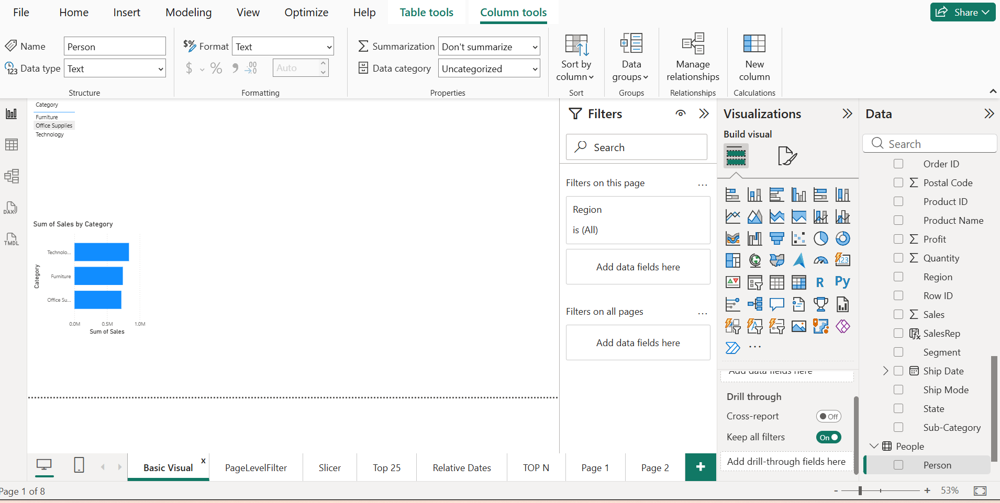 File Home Insert Modeling View Optimize Help Table tools Column tools Share
Name Person
Data type Text
Structure
Format Text
$ % Auto
Formatting
Summarization Don't summarize
Data category Uncategorized
Properties
Sort by
column
Sort
Data
groups
Groups
Manage
relationships
Relationships
New
column
Calculations
DAX
TMDL
Category
Furniture
Office Supplies
Technology
Sum of Sales by Category
Category
Technolo...
Furniture
Office Su...
0.0M 0.5M 1.0M
Sum of Sales
Filters
Search
Filters on this page ...
Region
is (All)
Add data fields here
Filters on all pages ...
Add data fields here
Visualizations
Build visual
123
R Py
...
Add data fields here
Drill through
Cross-report Off
Keep all filters On
Add drill-through fields here
Data
Search
Order ID
Postal Code
Product ID
Product Name
Profit
Quantity
Region
Row ID
Sales
SalesRep
Segment
Ship Date
Ship Mode
State
Sub-Category
People
Person
Basic Visual x PageLevelFilter Slicer Top 25 Relative Dates TOP N Page 1 Page 2 +
Page 1 of 8
- + 53%